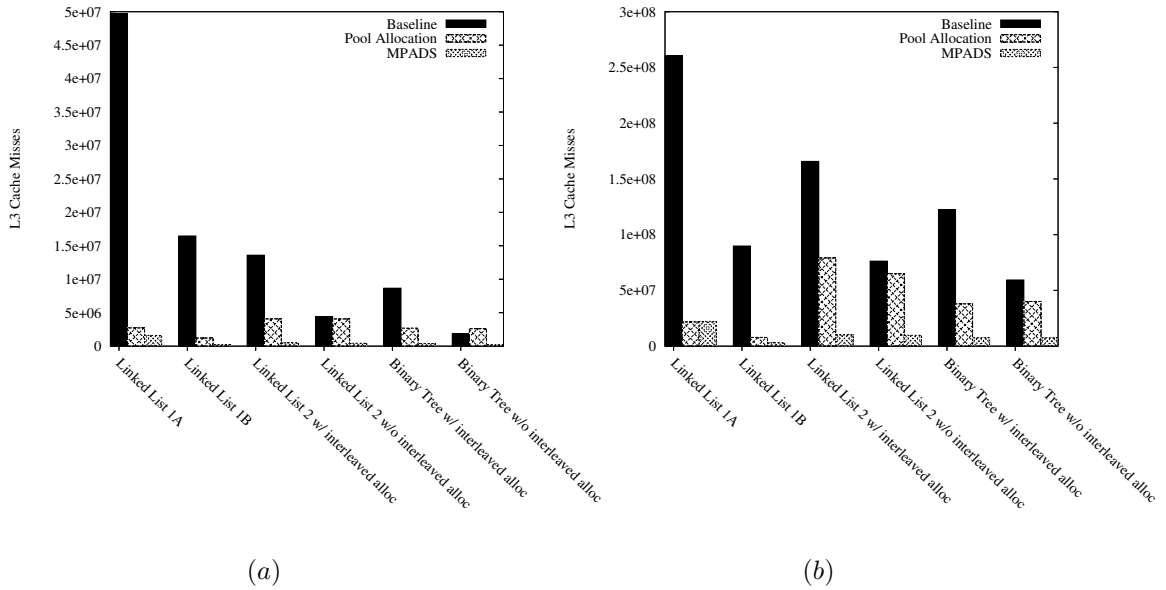 5e+07
4.5e+07
4e+07
3.5e+07
3e+07
2.5e+07
2e+07
1.5e+07
1e+07
5e+06
0
L3 Cache Misses
Baseline
Pool Allocation
MPADS
Linked List 1A
Linked List 1B
Linked List 2 w/ interleaved alloc
Linked List 2 w/o interleaved alloc
Binary Tree w/ interleaved alloc
Binary Tree w/o interleaved alloc
(a)
3e+08
2.5e+08
2e+08
1.5e+08
1e+08
5e+07
0
L3 Cache Misses
Baseline
Pool Allocation
MPADS
Linked List 1A
Linked List 1B
Linked List 2 w/ interleaved alloc
Linked List 2 w/o interleaved alloc
Binary Tree w/ interleaved alloc
Binary Tree w/o interleaved alloc
(b)